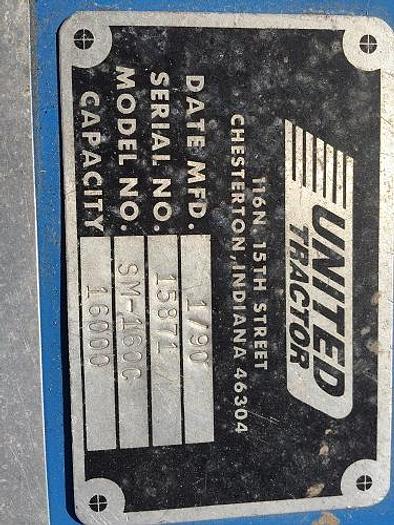 UNITED
TRACTOR
116N. 15TH STREET
CHESTERTON, INDIANA 46304
DATE MFD. 1/90
SERIAL NO. 15871
MODEL NO. SM-160C
CAPACITY 16000